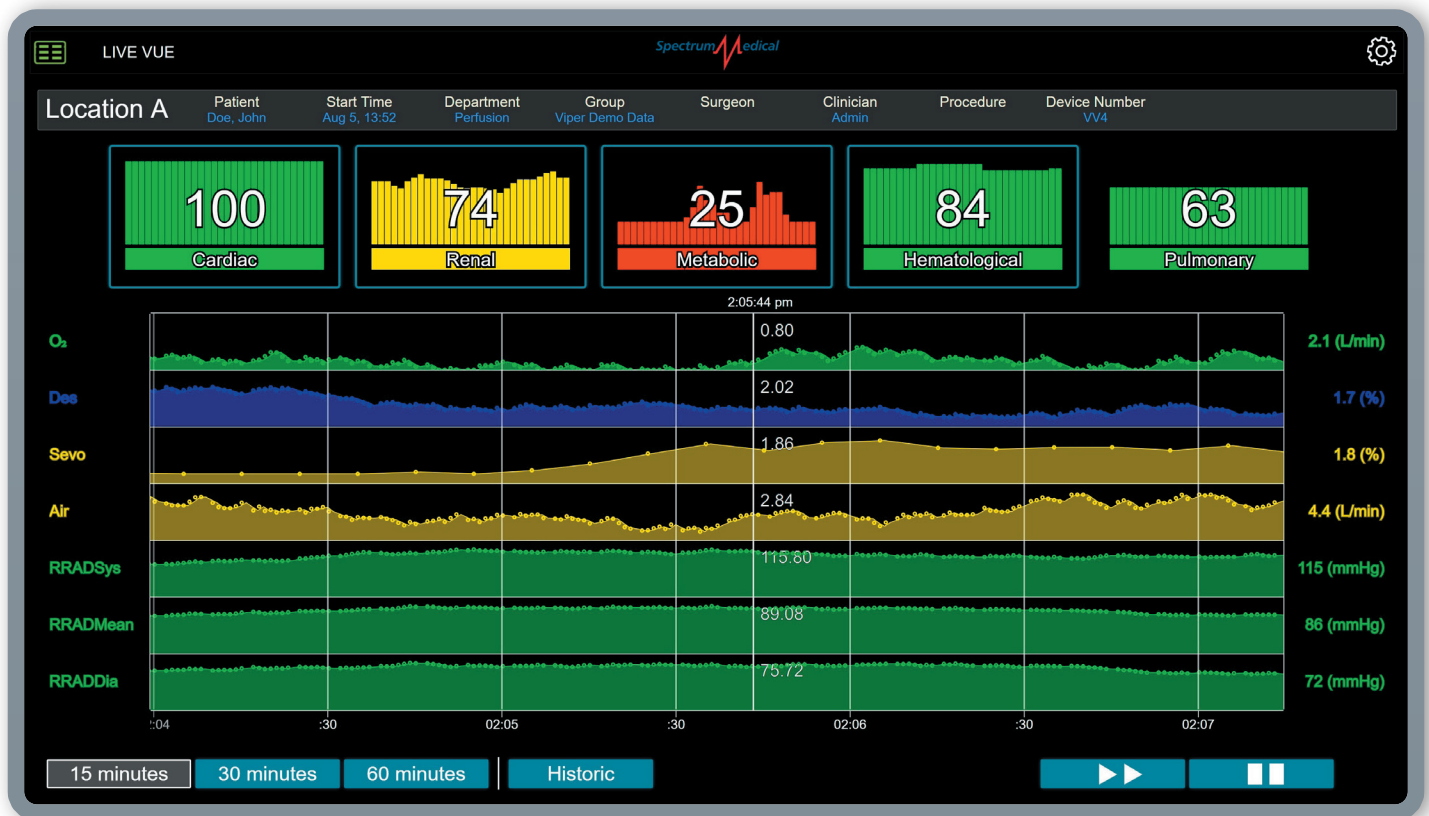 LIVE VUE
Spectrum Medical
Location A
Patient Start Time Department Group Surgeon Clinician Procedure Device Number
Doe, John Aug 5, 13:52 Perfusion Viper Demo Data Admin VV4
100 74 25 84 63
Cardiac Renal Metabolic Hematological Pulmonary
2:05:44 pm
O₂ 0.80 2.1 (L/min)
Des 2.02 1.7 (%)
Sevo 1.86 1.8 (%)
Air 2.84 4.4 (L/min)
RRADSys 115.80 115 (mmHg)
RRADMean 89.08 86 (mmHg)
RRADDia 75.72 72 (mmHg)
:04 :30 02:05 :30 02:06 :30 02:07
15 minutes 30 minutes 60 minutes Historic